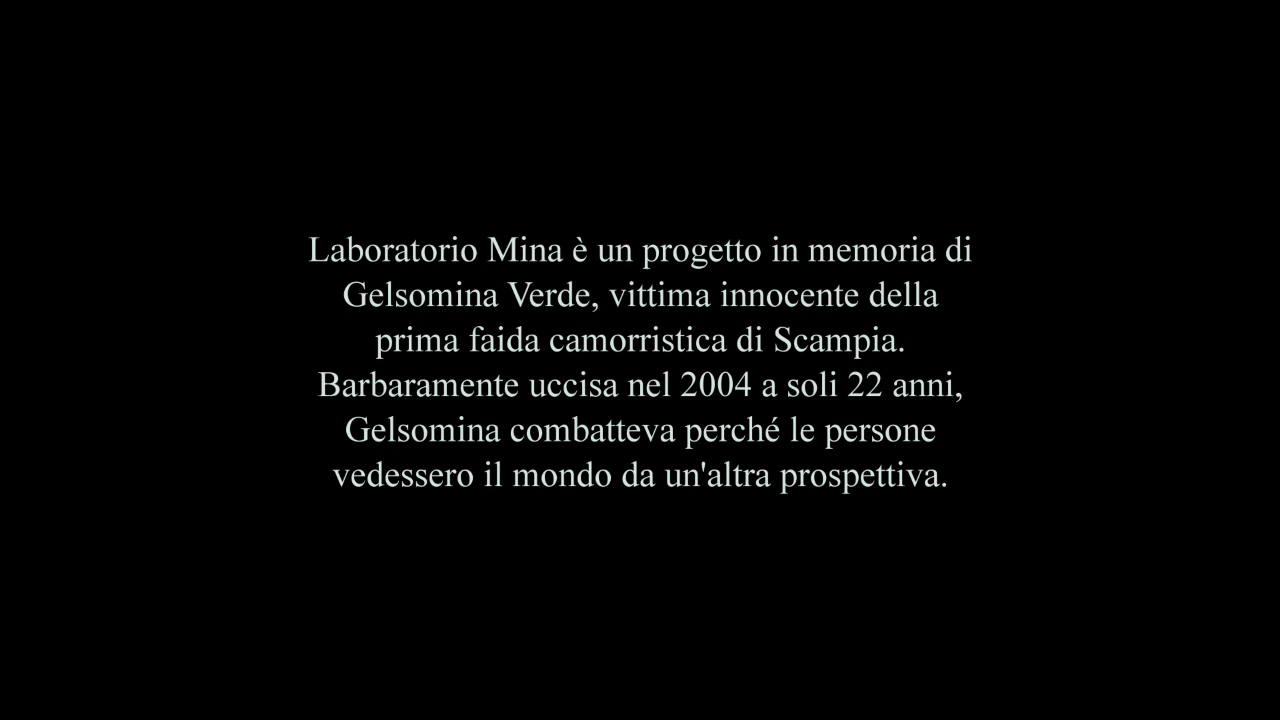 Laboratorio Mina è un progetto in memoria di
Gelsomina Verde, vittima innocente della
prima faida camorristica di Scampia.
Barbaramente uccisa nel 2004 a soli 22 anni,
Gelsomina combatteva perché le persone
vedessero il mondo da un'altra prospettiva.